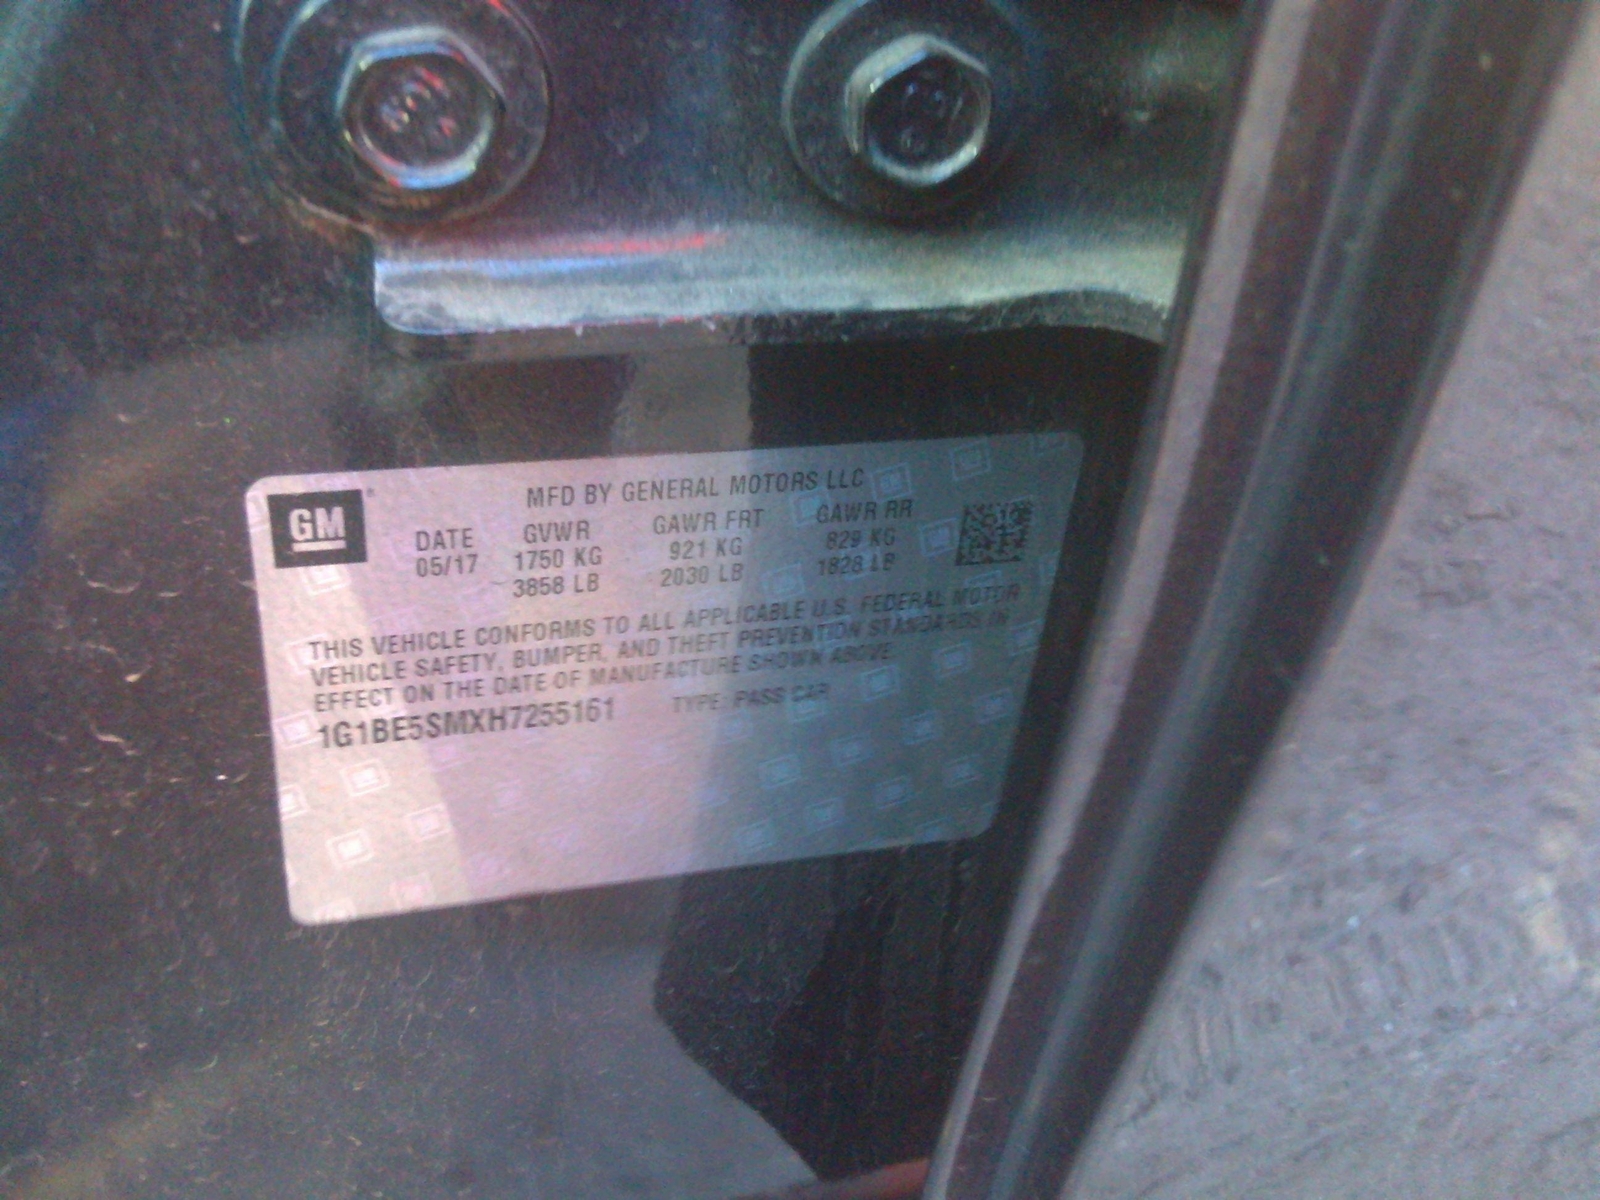 GM
MFD BY GENERAL MOTORS LLC
DATE GVWR GAWR FRT GAWR RR
05/17 1750 KG 921 KG 829 KG
3858 LB 2030 LB 1828 LB
THIS VEHICLE CONFORMS TO ALL APPLICABLE U.S. FEDERAL MOTOR
VEHICLE SAFETY, BUMPER, AND THEFT PREVENTION STANDARDS IN
EFFECT ON THE DATE OF MANUFACTURE SHOWN ABOVE
1G1BE5SMXH7255161 TYPE: PASS CAR